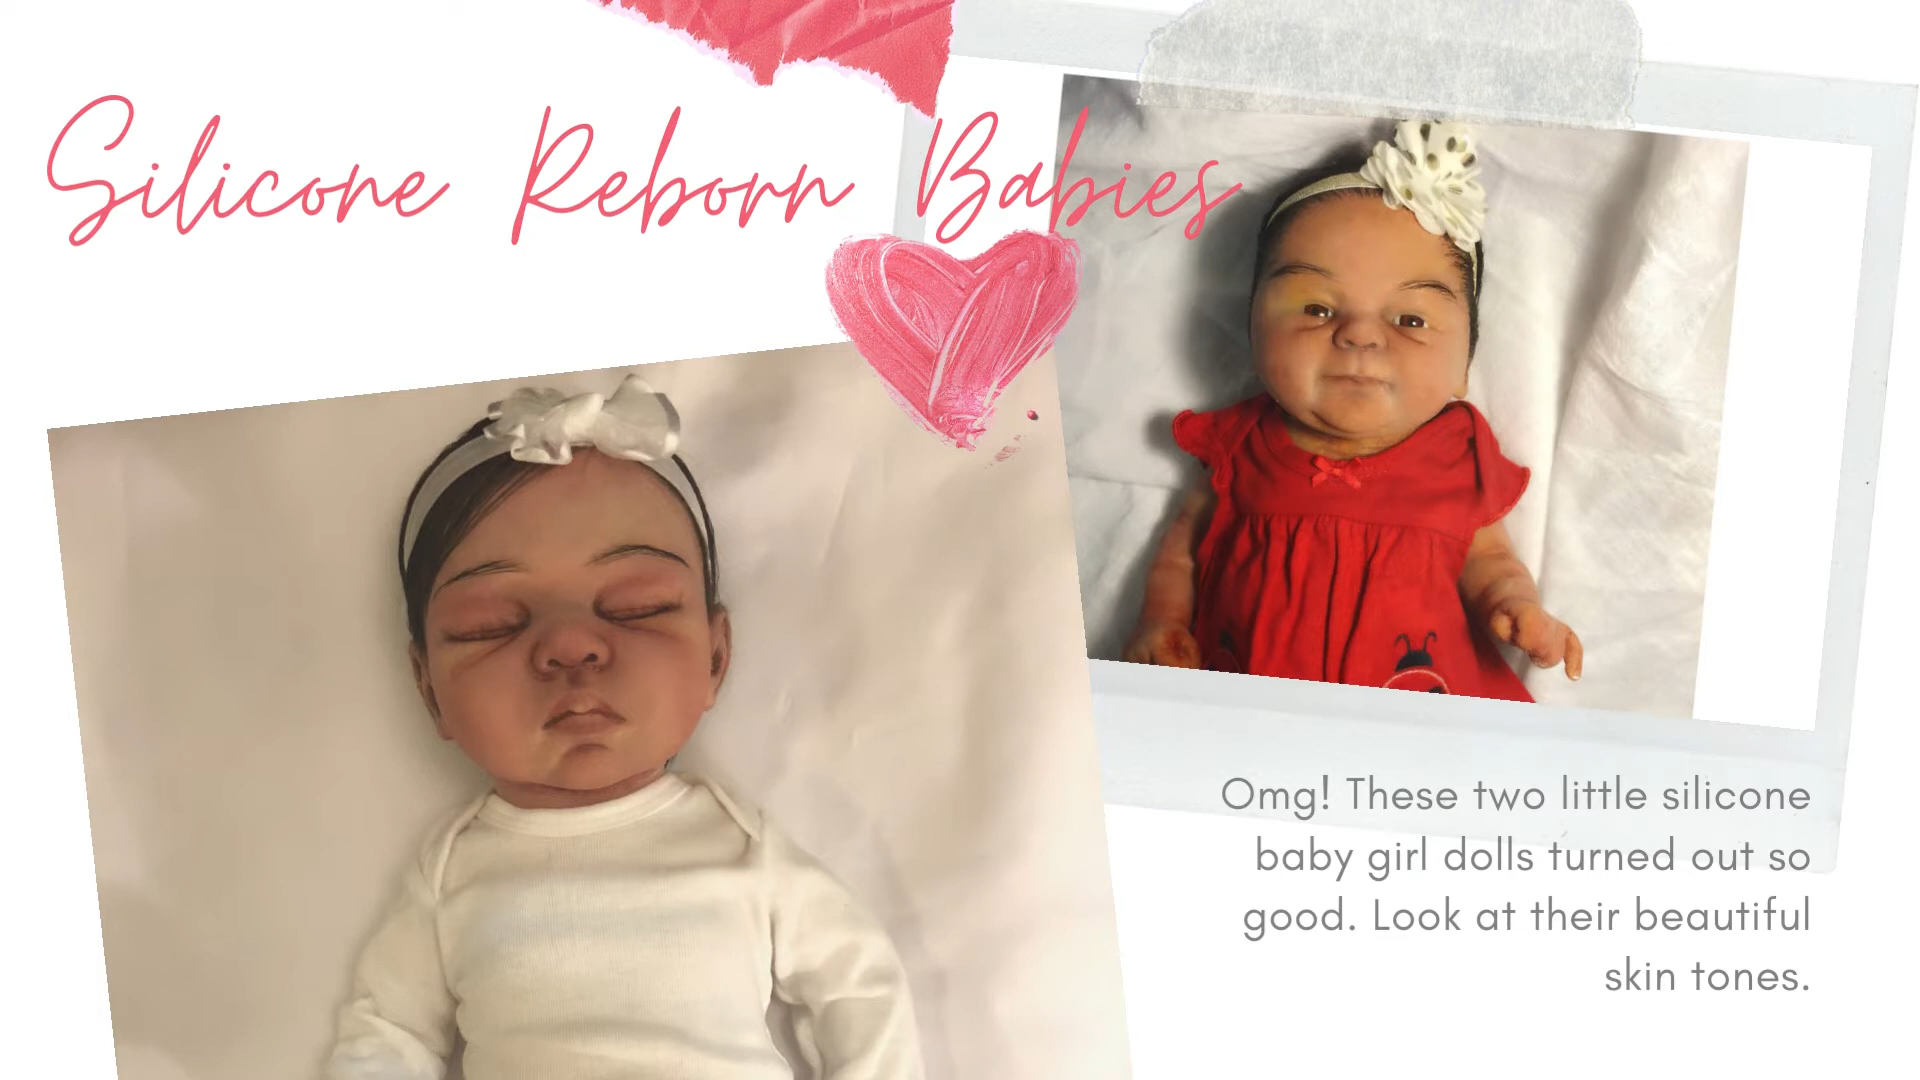 Silicone Reborn Babies
Omg! These two little silicone
baby girl dolls turned out so
good. Look at their beautiful
skin tones.